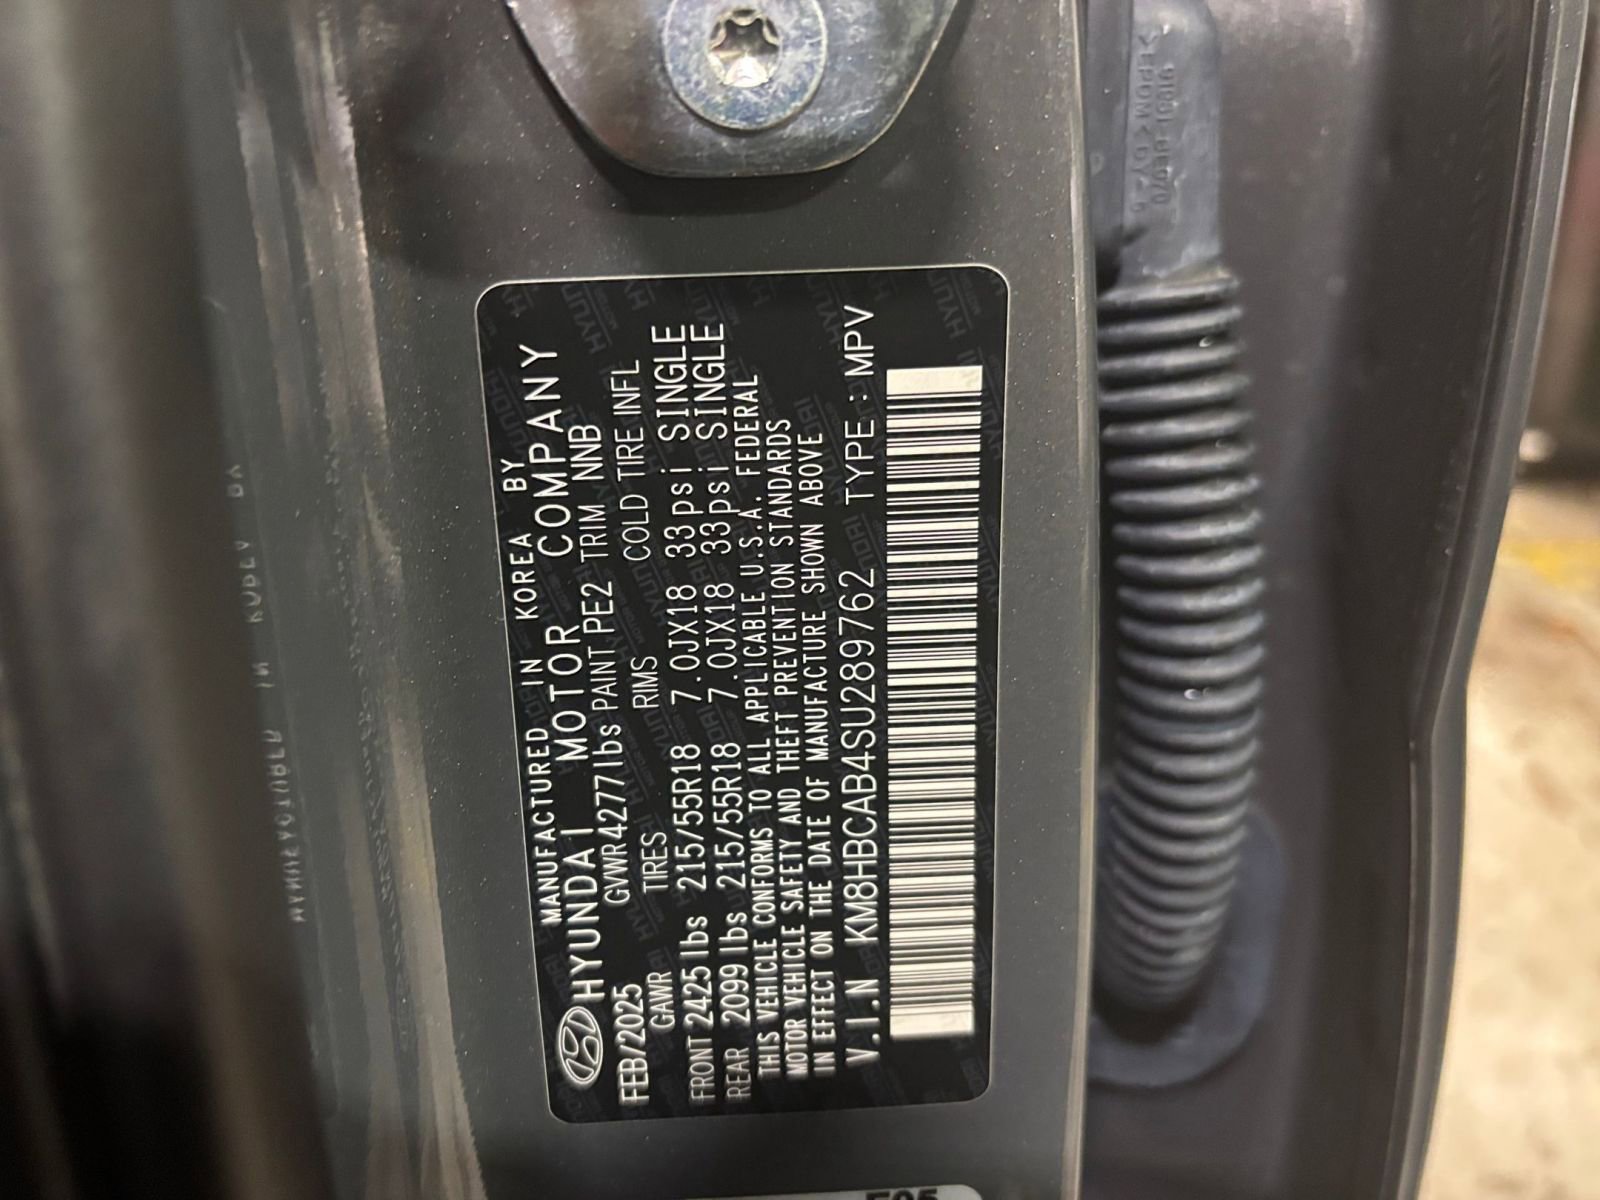 MANUFACTURED IN KOREA BY
HYUNDAI MOTOR COMPANY
FEB/2025 GVWR 4277lbs PAINT PE2 TRIM NNB
GAWR TIRES RIMS COLD TIRE INFL
FRONT 2425lbs 215/55R18 7.0JX18 33psi SINGLE
REAR 2099lbs 215/55R18 7.0JX18 33psi SINGLE
THIS VEHICLE CONFORMS TO ALL APPLICABLE U.S.A. FEDERAL
MOTOR VEHICLE SAFETY AND THEFT PREVENTION STANDARDS
IN EFFECT ON THE DATE OF MANUFACTURE SHOWN ABOVE
V.I.N KM8HBCAB4SU289762 TYPE:MPV
>EPDM<